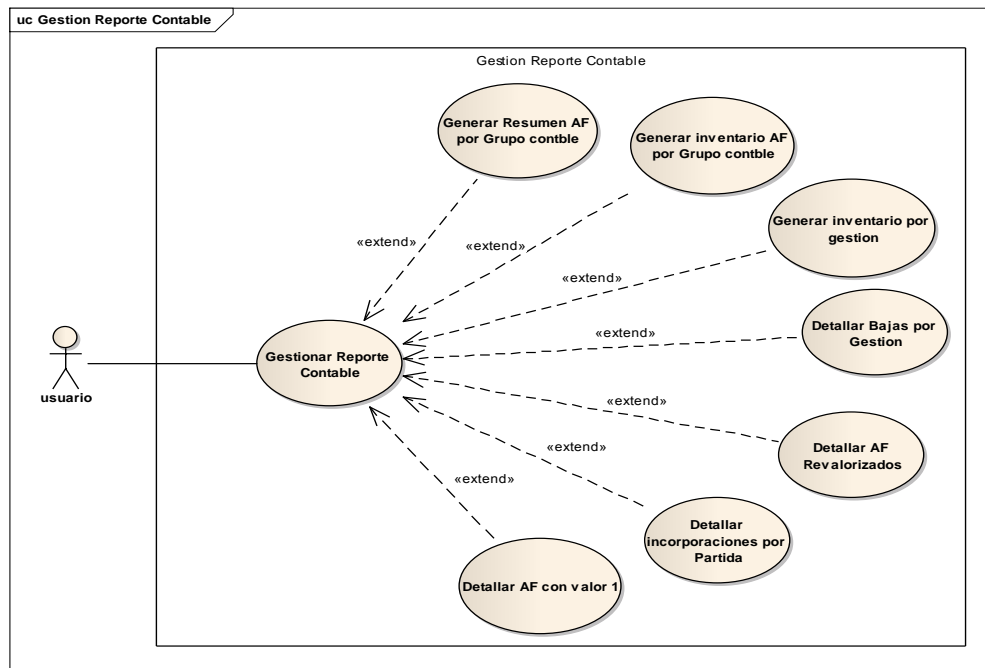 uc Gestion Reporte Contable
Gestion Reporte Contable
Generar Resumen AF
por Grupo contble
Generar inventario AF
por Grupo contble
Generar inventario por
gestion
«extend»
«extend»
«extend»
Detallar Bajas por
Gestion
«extend»
Gestionar Reporte
Contable
usuario
«extend»
Detallar AF
Revalorizados
«extend»
«extend»
Detallar
incorporaciones por
Partida
Detallar AF con valor 1